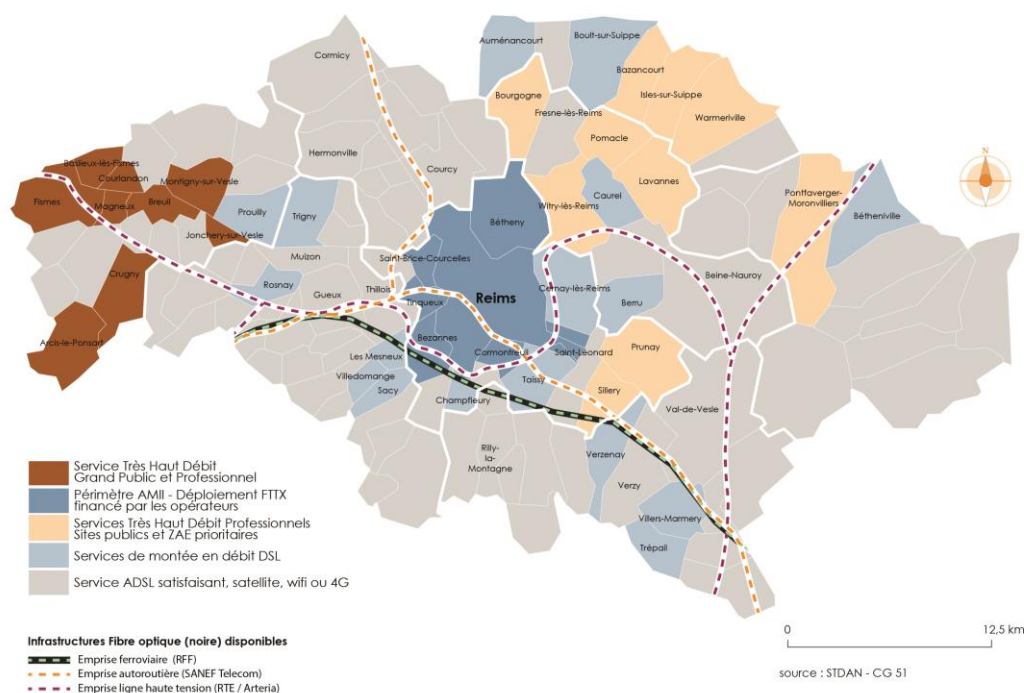 Cormicy
Auménancourt
Boult-sur-Suippe
Bazancourt
Bourgogne
Isles-sur-Suippe
Fresne-lès-Reims
Warmeriville
Pomacle
Hermonville
Courcy
Baslieux-lès-Fismes
Courlandon
Montigny-sur-Vesle
Lavannes
Fismes
Magneux
Breuil
Prouilly
Trigny
Caurel
Witry-lès-Reims
Pontfaverger-
Moronvilliers
Bétheniville
Bétheny
Jonchery-sur-Vesle
Muizon
Saint-Brice-Courcelles
Crugny
Rosnay
Gueux
Thillois
Tinqueux
Reims
Cernay-lès-Reims
Beine-Nauroy
Berru
Arcis-le-Ponsart
Bezannes
Les Mesneux
Cormontreuil
Saint-Léonard
Prunay
Villedomange
Sacy
Champfleury
Taissy
Sillery
Val-de-Vesle
Rilly-
la-
Montagne
Verzenay
Verzy
Villers-Marmery
Trépail
N
Service Très Haut Débit
Grand Public et Professionnel
Périmètre AMII - Déploiement FTTX
financé par les opérateurs
Services Très Haut Débit Professionnels
Sites publics et ZAE prioritaires
Services de montée en débit DSL
Service ADSL satisfaisant, satellite, wifi ou 4G
Infrastructures Fibre optique (noire) disponibles
Emprise ferroviaire (RFF)
Emprise autoroutière (SANEF Telecom)
Emprise ligne haute tension (RTE / Arteria)
0 12,5 km
source : STDAN - CG 51